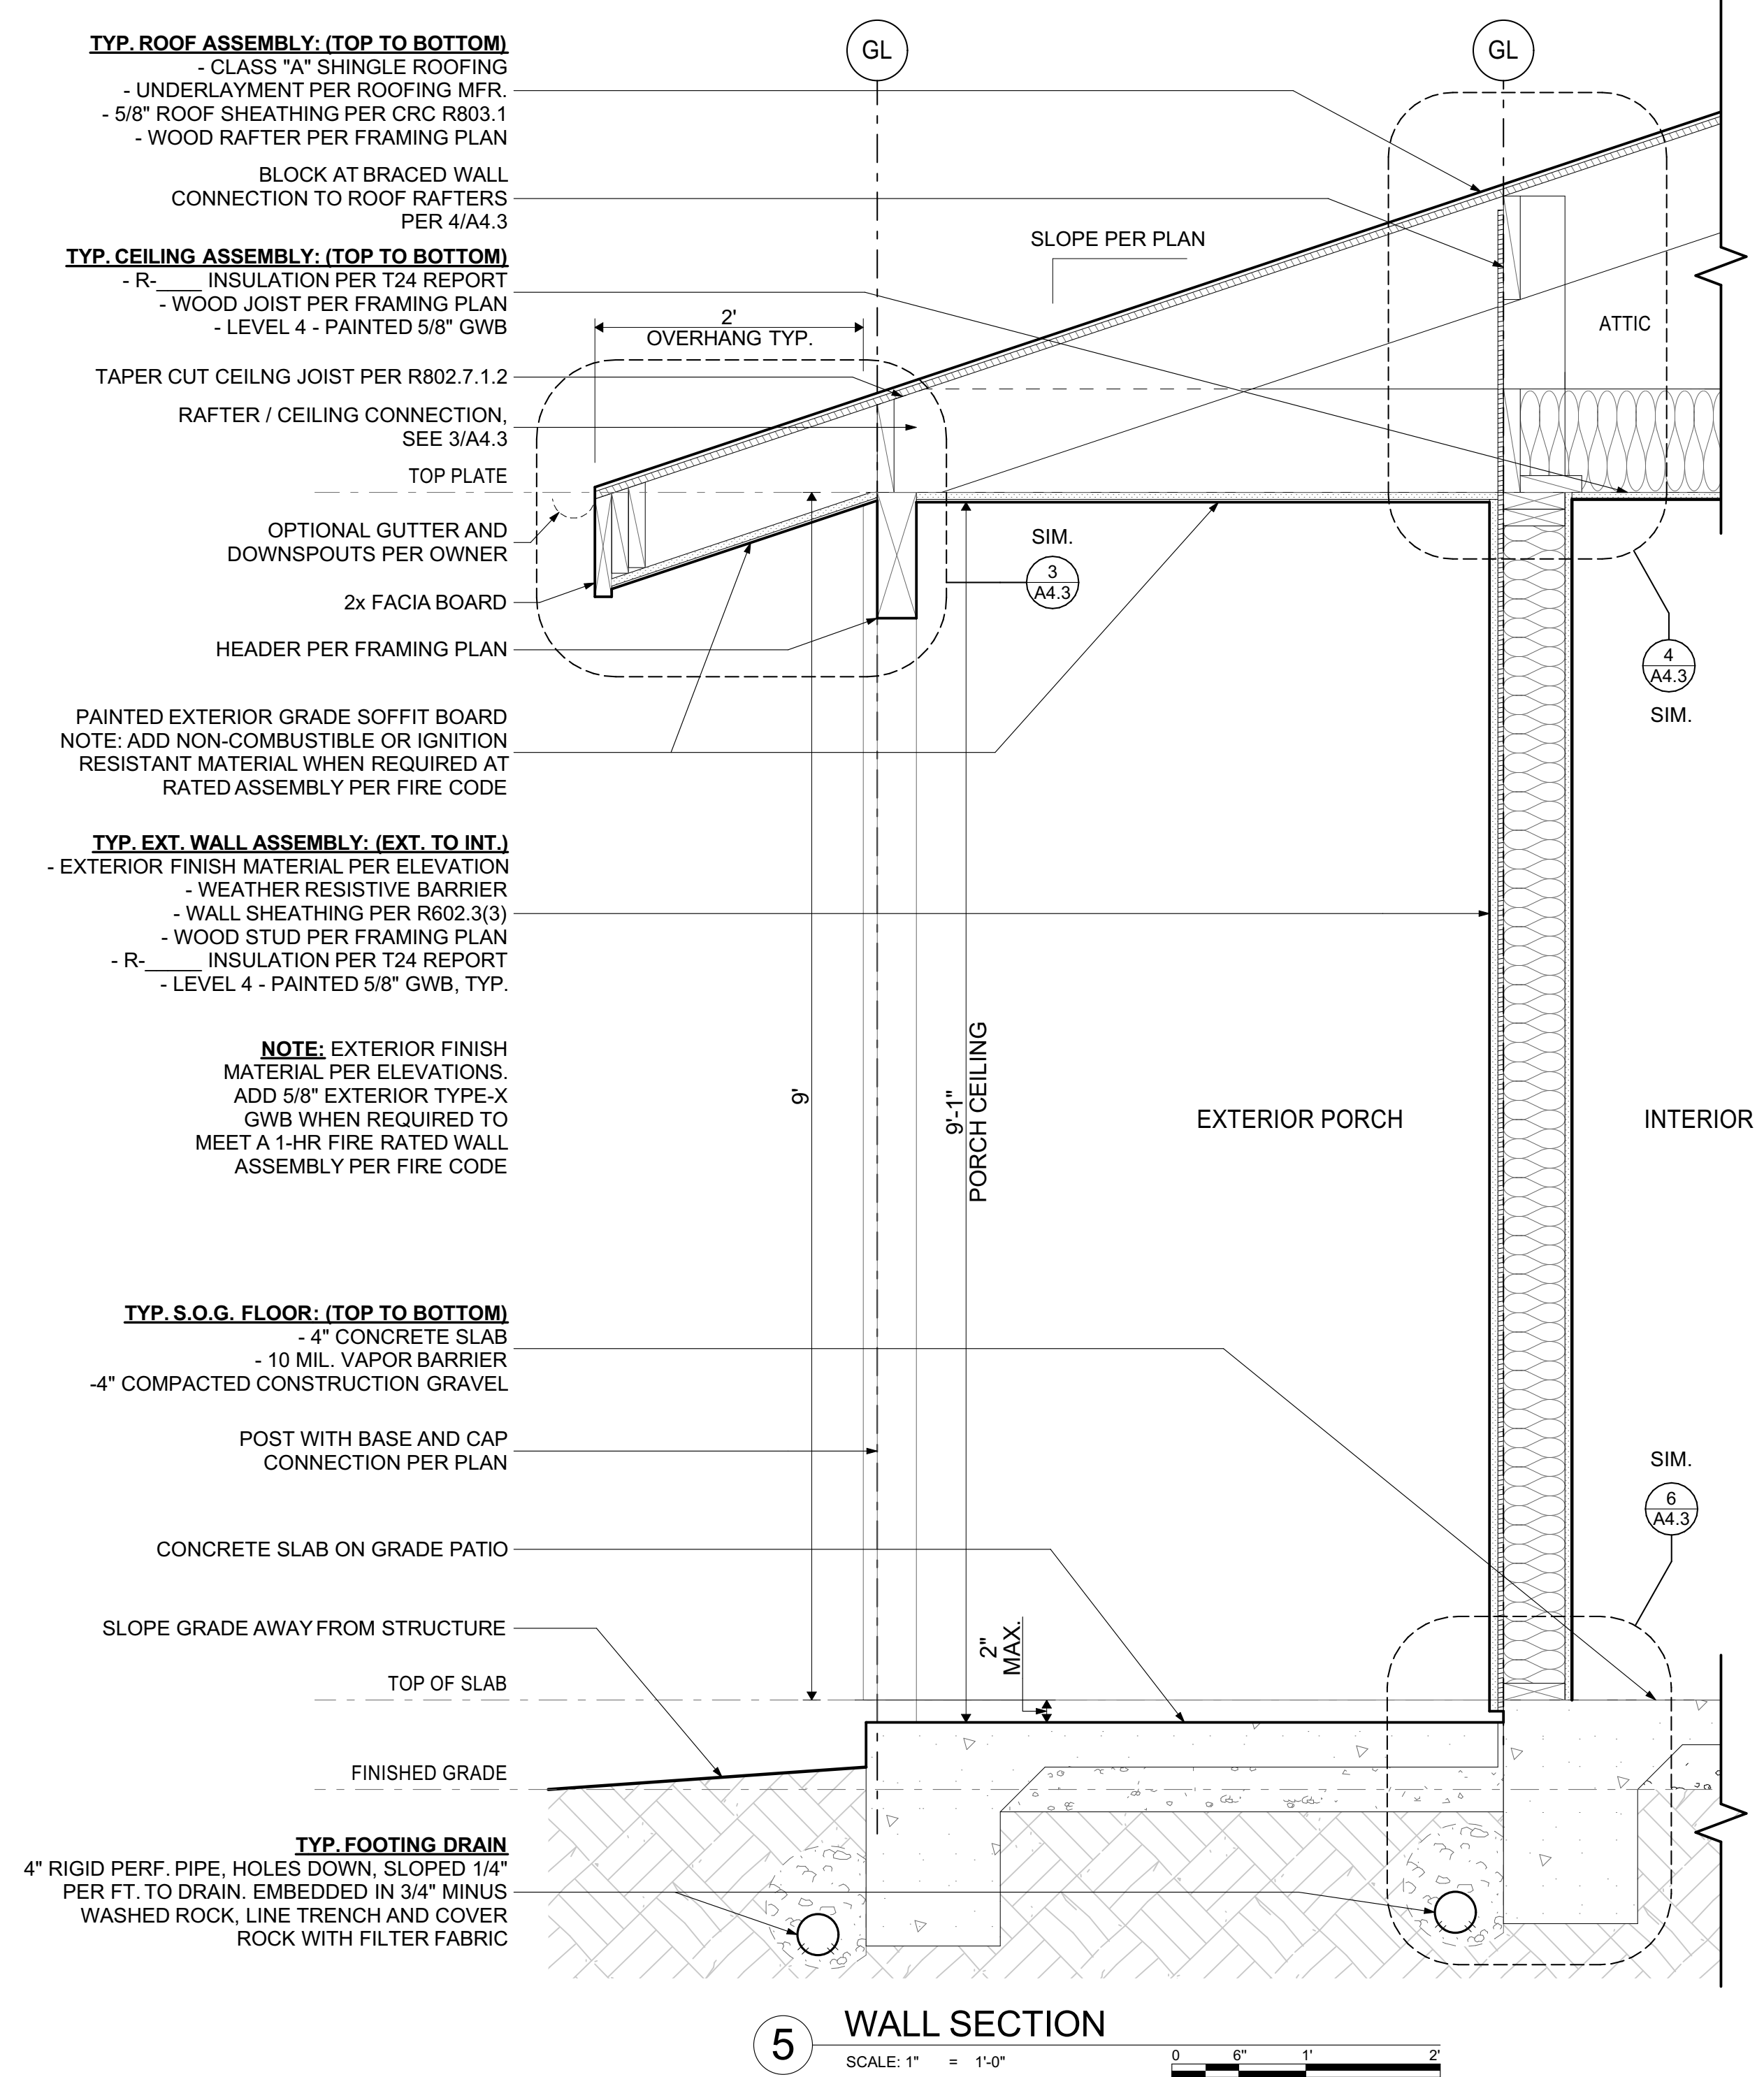 GL
GL
TYP. ROOF ASSEMBLY: (TOP TO BOTTOM)
- CLASS "A" SHINGLE ROOFING
- UNDERLAYMENT PER ROOFING MFR.
- 5/8" ROOF SHEATHING PER CRC R803.1
- WOOD RAFTER PER FRAMING PLAN
BLOCK AT BRACED WALL
CONNECTION TO ROOF RAFTERS
PER 4/A4.3
TYP. CEILING ASSEMBLY: (TOP TO BOTTOM)
- R-____ INSULATION PER T24 REPORT
- WOOD JOIST PER FRAMING PLAN
- LEVEL 4 - PAINTED 5/8" GWB
SLOPE PER PLAN
ATTIC
2'
OVERHANG TYP.
TAPER CUT CEILNG JOIST PER R802.7.1.2
RAFTER / CEILING CONNECTION,
SEE 3/A4.3
TOP PLATE
OPTIONAL GUTTER AND
DOWNSPOUTS PER OWNER
2x FACIA BOARD
HEADER PER FRAMING PLAN
SIM.
3
A4.3
4
A4.3
SIM.
PAINTED EXTERIOR GRADE SOFFIT BOARD
NOTE: ADD NON-COMBUSTIBLE OR IGNITION
RESISTANT MATERIAL WHEN REQUIRED AT
RATED ASSEMBLY PER FIRE CODE
TYP. EXT. WALL ASSEMBLY: (EXT. TO INT.)
- EXTERIOR FINISH MATERIAL PER ELEVATION
- WEATHER RESISTIVE BARRIER
- WALL SHEATHING PER R602.3(3)
- WOOD STUD PER FRAMING PLAN
- R-_____ INSULATION PER T24 REPORT
- LEVEL 4 - PAINTED 5/8" GWB, TYP.
NOTE: EXTERIOR FINISH
MATERIAL PER ELEVATIONS.
ADD 5/8" EXTERIOR TYPE-X
GWB WHEN REQUIRED TO
MEET A 1-HR FIRE RATED WALL
ASSEMBLY PER FIRE CODE
9'
9'-1"
PORCH CEILING
EXTERIOR PORCH
INTERIOR
TYP. S.O.G. FLOOR: (TOP TO BOTTOM)
- 4" CONCRETE SLAB
- 10 MIL. VAPOR BARRIER
-4" COMPACTED CONSTRUCTION GRAVEL
POST WITH BASE AND CAP
CONNECTION PER PLAN
SIM.
6
A4.3
CONCRETE SLAB ON GRADE PATIO
SLOPE GRADE AWAY FROM STRUCTURE
2"
MAX.
TOP OF SLAB
FINISHED GRADE
TYP. FOOTING DRAIN
4" RIGID PERF. PIPE, HOLES DOWN, SLOPED 1/4"
PER FT. TO DRAIN. EMBEDDED IN 3/4" MINUS
WASHED ROCK, LINE TRENCH AND COVER
ROCK WITH FILTER FABRIC
5
WALL SECTION
SCALE: 1" = 1'-0"
0 6" 1' 2'